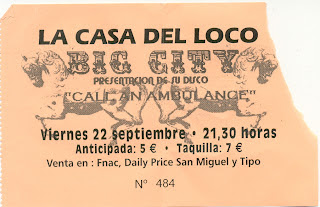 LA CASA DEL LOCO
BIG CITY
PRESENTACION DE SU DISCO
"CALL AN AMBULANCE"
Viernes 22 septiembre • 21,30 horas
Anticipada: 5 € • Taquilla: 7 €
Venta en : Fnac, Daily Price San Miguel y Tipo
Nº 484